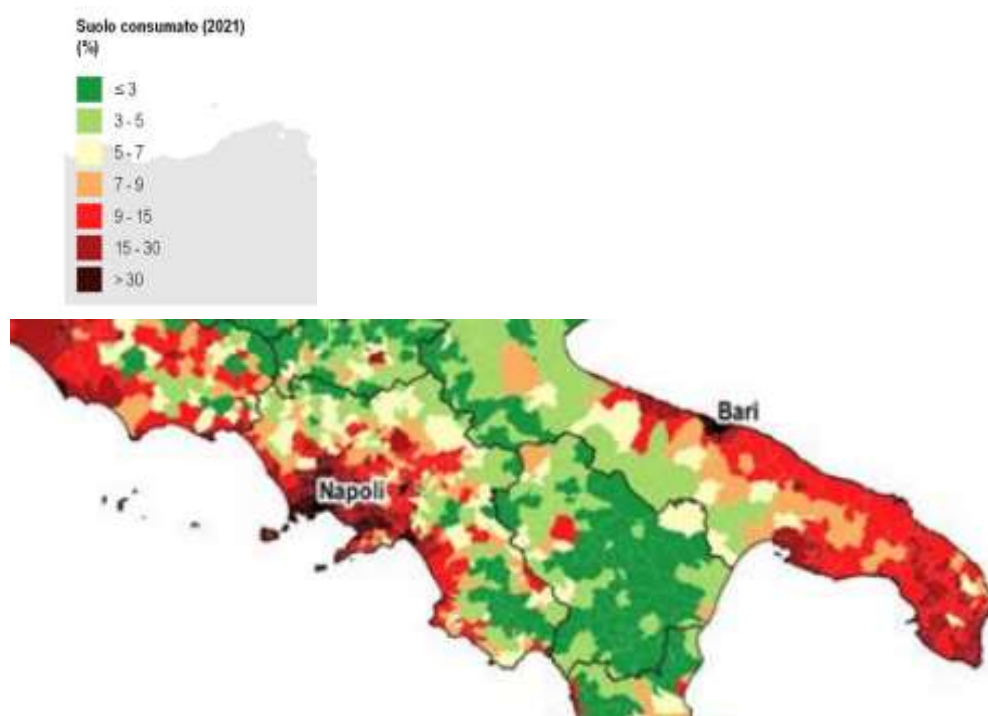 Suolo consumato (2021)
(%)
≤ 3
3 - 5
5 - 7
7 - 9
9 - 15
15 - 30
> 30
Bari
Napoli